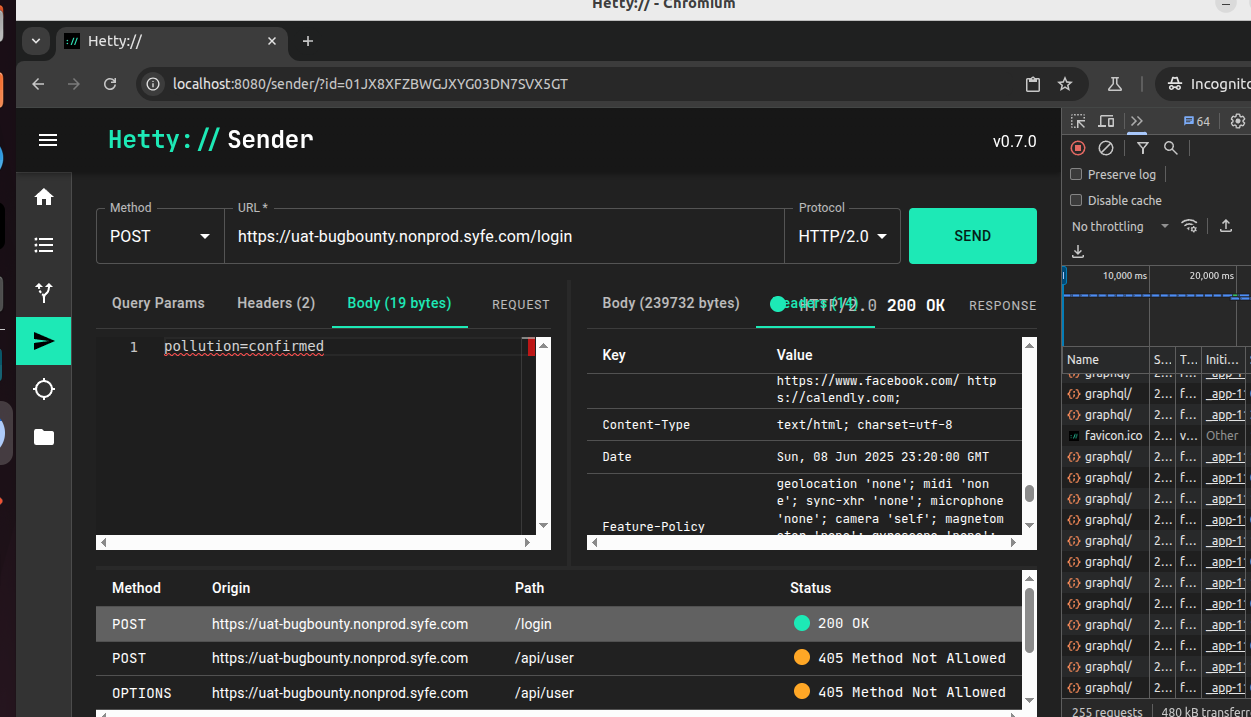 Hetty:// - Chromium
:// Hetty://
localhost:8080/sender/?id=01JX8XFZBWGJXYG03DN7SVX5GT
Incognito
Hetty:// Sender
v0.7.0
64
Preserve log
Disable cache
No throttling
10,000 ms 20,000 ms
Method URL * Protocol
POST https://uat-bugbounty.nonprod.syfe.com/login HTTP/2.0 SEND
Query Params Headers (2) Body (19 bytes) REQUEST
1 pollution=confirmed
Body (239732 bytes) Headers (14) HTTP/2.0 200 OK RESPONSE
Key Value
https://www.facebook.com/ http
s://calendly.com;
Content-Type text/html; charset=utf-8
Date Sun, 08 Jun 2025 23:20:00 GMT
Feature-Policy
geolocation 'none'; midi 'non
e'; sync-xhr 'none'; microphone
'none'; camera 'self'; magnetom
Method Origin Path Status
POST https://uat-bugbounty.nonprod.syfe.com /login 200 OK
POST https://uat-bugbounty.nonprod.syfe.com /api/user 405 Method Not Allowed
OPTIONS https://uat-bugbounty.nonprod.syfe.com /api/user 405 Method Not Allowed
Name S... T... Initi...
graphql/ 2... f... _app-1
graphql/ 2... f... _app-1
graphql/ 2... f... _app-1
favicon.ico 2... v... Other
graphql/ 2... f... _app-1
graphql/ 2... f... _app-1
graphql/ 2... f... _app-1
graphql/ 2... f... _app-1
graphql/ 2... f... _app-1
graphql/ 2... f... _app-1
graphql/ 2... f... _app-1
graphql/ 2... f... _app-1
graphql/ 2... f... _app-1
graphql/ 2... f... _app-1
graphql/ 2... f... _app-1
graphql/ 2... f... _app-1
255 requests 480 kB transferr